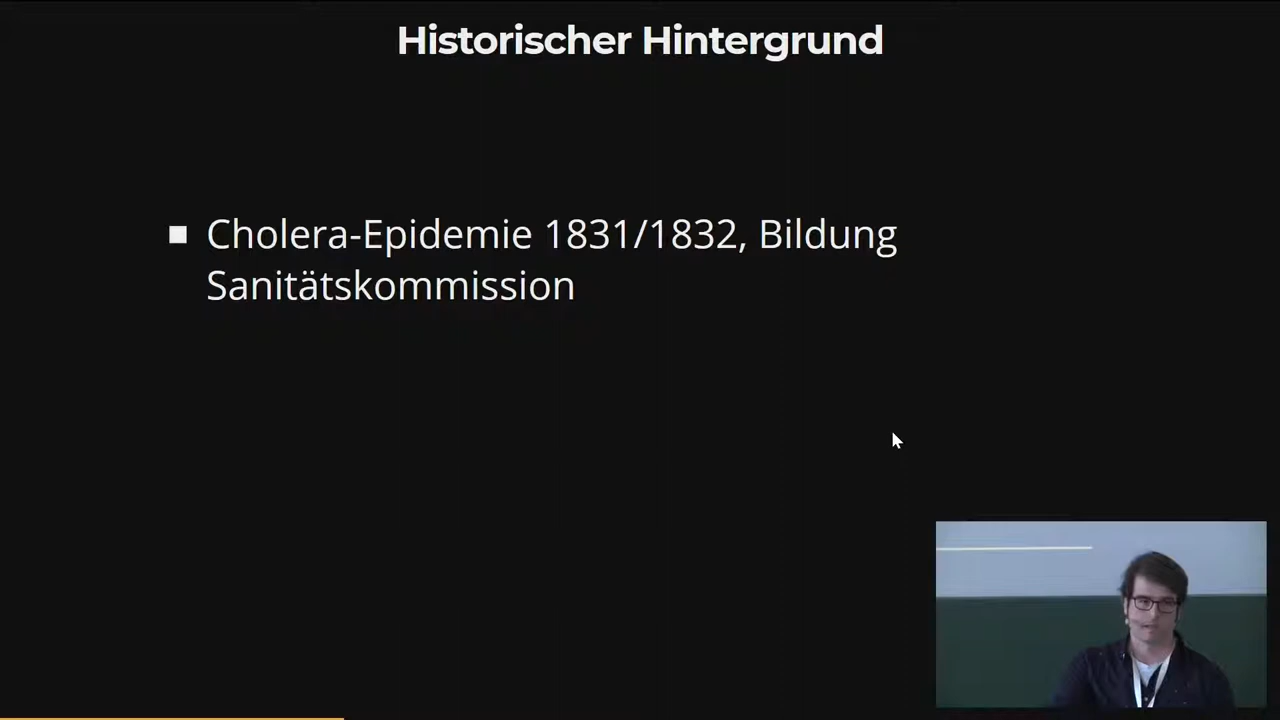 Historischer Hintergrund
Cholera-Epidemie 1831/1832, Bildung
Sanitätskommission